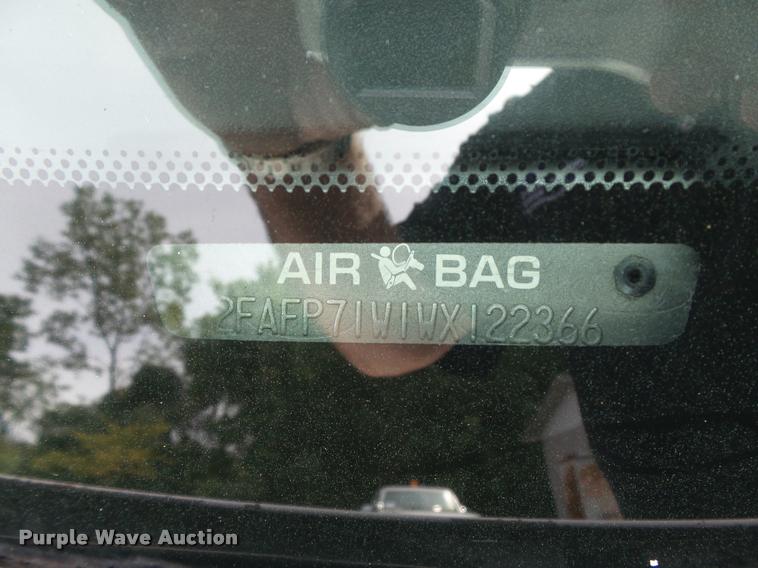 AIR BAG
2FAFP71W1WX122366
Purple Wave Auction